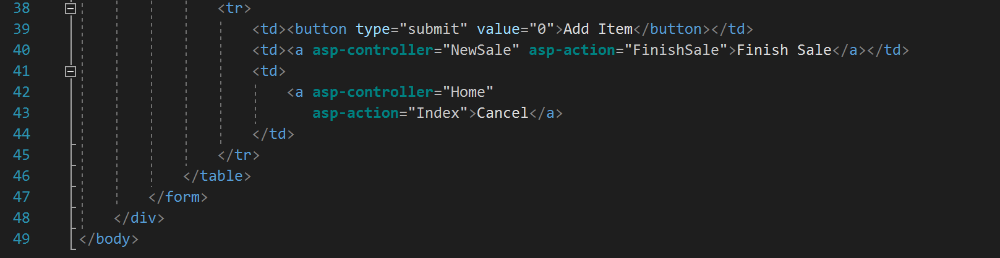 38 <tr>
39 <td><button type="submit" value="0">Add Item</button></td>
40 <td><a asp-controller="NewSale" asp-action="FinishSale">Finish Sale</a></td>
41 <td>
42 <a asp-controller="Home"
43 asp-action="Index">Cancel</a>
44 </td>
45 </tr>
46 </table>
47 </form>
48 </div>
49 </body>